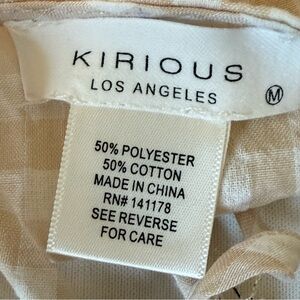 KIRIOUS
LOS ANGELES
M
50% POLYESTER
50% COTTON
MADE IN CHINA
RN# 141178
SEE REVERSE
FOR CARE